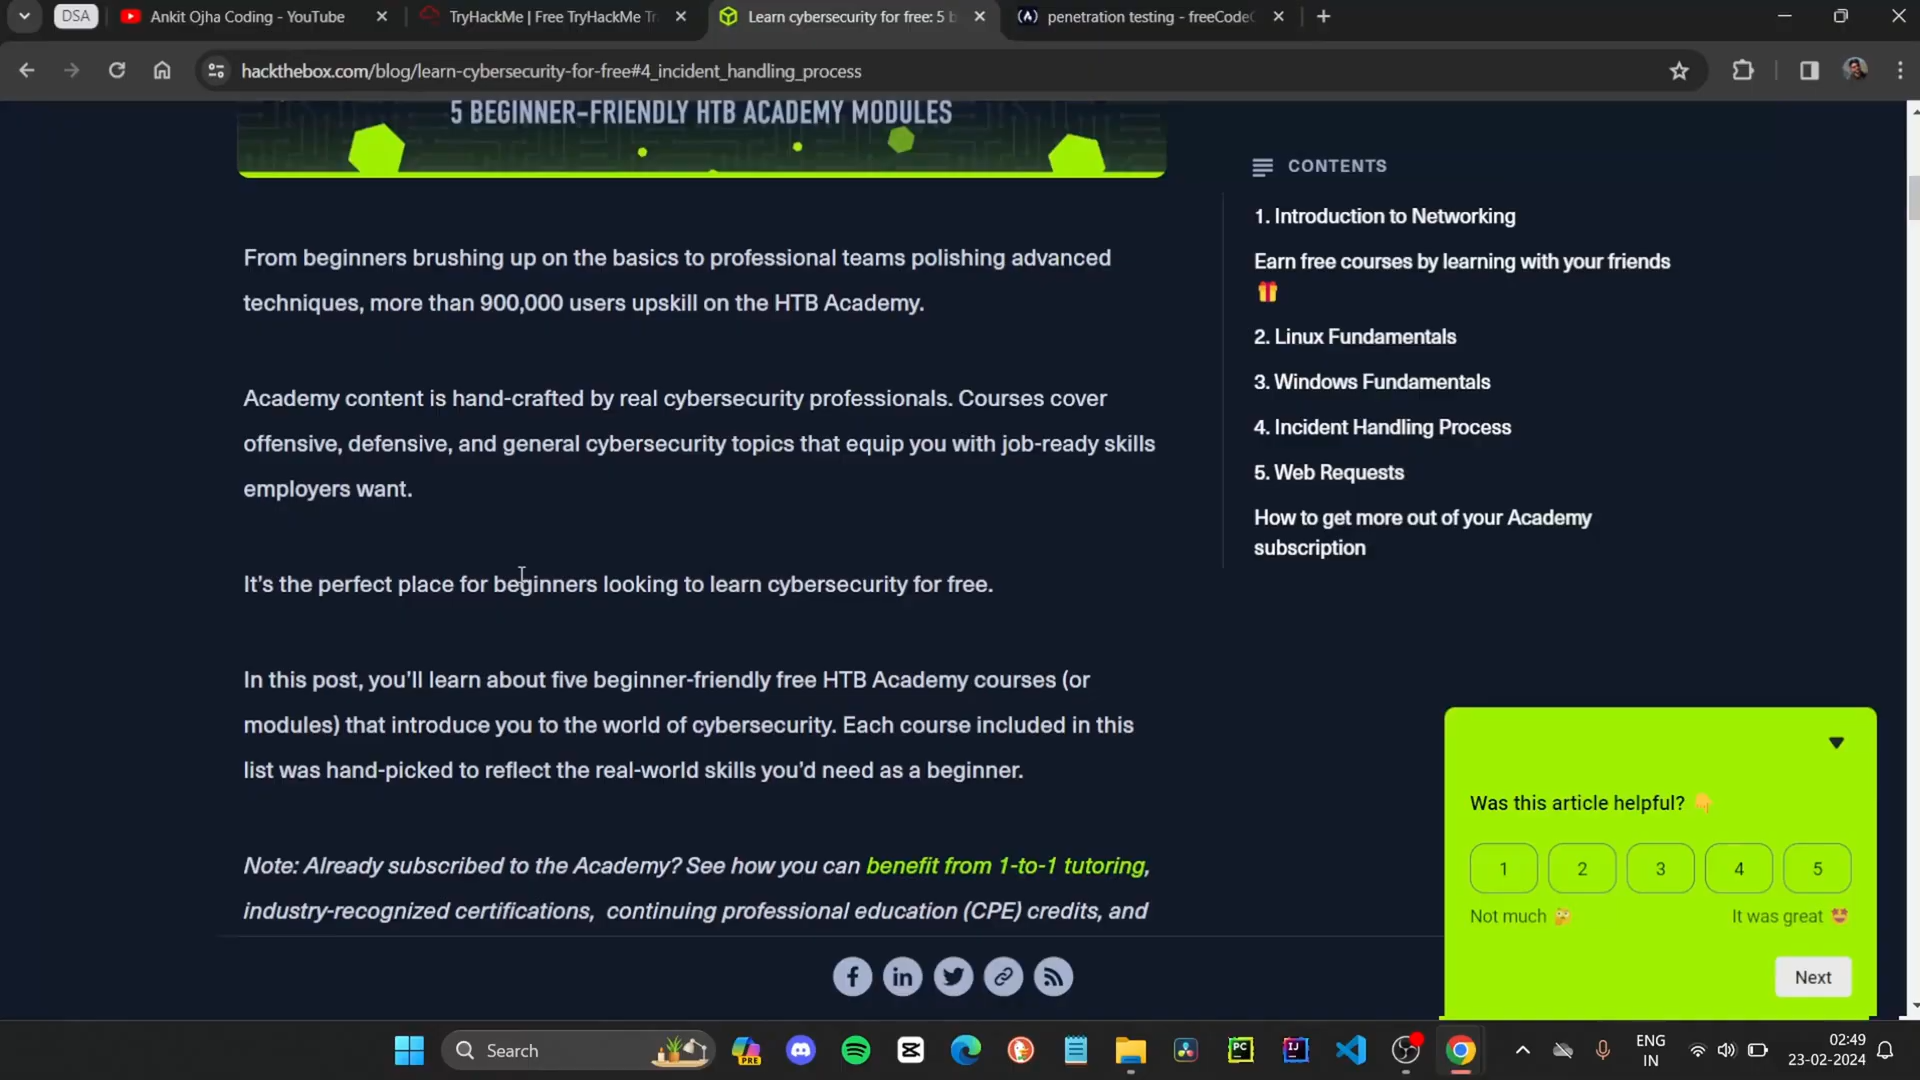 DSA
Ankit Ojha Coding - YouTube
TryHackMe | Free TryHackMe Tr
Learn cybersecurity for free: 5 b
penetration testing - freeCodeC
hackthebox.com/blog/learn-cybersecurity-for-free#4_incident_handling_process
5 BEGINNER-FRIENDLY HTB ACADEMY MODULES
From beginners brushing up on the basics to professional teams polishing advanced
techniques, more than 900,000 users upskill on the HTB Academy.
Academy content is hand-crafted by real cybersecurity professionals. Courses cover
offensive, defensive, and general cybersecurity topics that equip you with job-ready skills
employers want.
It's the perfect place for beginners looking to learn cybersecurity for free.
In this post, you'll learn about five beginner-friendly free HTB Academy courses (or
modules) that introduce you to the world of cybersecurity. Each course included in this
list was hand-picked to reflect the real-world skills you'd need as a beginner.
Note: Already subscribed to the Academy? See how you can benefit from 1-to-1 tutoring,
industry-recognized certifications, continuing professional education (CPE) credits, and
CONTENTS
1. Introduction to Networking
Earn free courses by learning with your friends
🎁
2. Linux Fundamentals
3. Windows Fundamentals
4. Incident Handling Process
5. Web Requests
How to get more out of your Academy
subscription
Was this article helpful? 👇
1 2 3 4 5
Not much It was great 🤩
Next
Search
PRE
PC
IJ
ENG
IN
02:49
23-02-2024